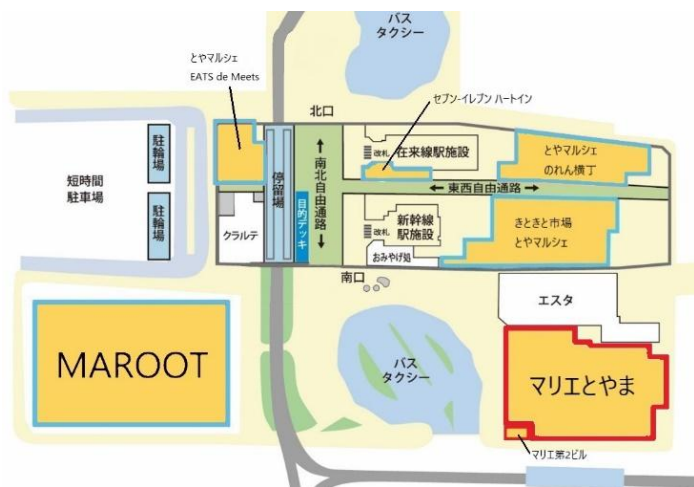 バス
タクシー
とやマルシェ
EATS de Meets
セブン-イレブン ハートイン
北口
駐輪場
短時間
駐車場
駐輪場
停留場
南北自由通路
目的デッキ
クラルテ
改札
在来線駅施設
とやマルシェ
のれん横丁
東西自由通路
新幹線
駅施設
改札
おみやげ処
きときと市場
とやマルシェ
南口
エスタ
MAROOT
バス
タクシー
マリエとやま
マリエ第2ビル